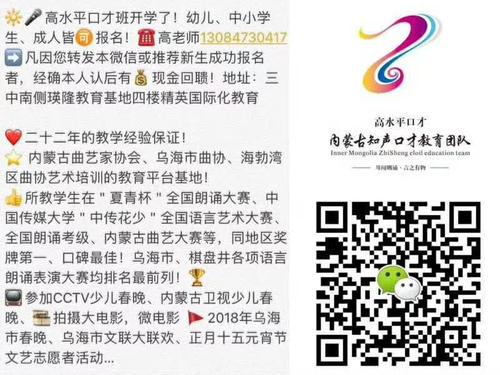 🔆🎤高水平口才班开学了！幼儿、中小学
生、成人皆🉑报名！☎️高老师13084730417
➡️凡因您转发本微信或推荐新生成功报名
者，经确本人认后有💰现金回聘！地址：三
中南侧瑛隆教育基地四楼精英国际化教育
❤️二十二年的教学经验保证！
⭐ 内蒙古曲艺家协会、乌海市曲协、海勃湾
区曲协艺术培训的教育平台基地！
👍所教学生在＂夏青杯＂全国朗诵大赛、中
国传媒大学＂中传花少＂全国语言艺术大赛、
全国朗诵考级、内蒙古曲艺大赛等，同地区奖
牌第一、口碑最佳！乌海市、棋盘井各项语言
朗诵表演大赛均排名最前列！🏆
📺参加CCTV少儿春晚、内蒙古卫视少儿春
晚、🎬拍摄大电影，微电影 🚩2018年乌海
市春晚、乌海市文联大联欢、正月十五元宵节
文艺志愿者活动...
高水平口才
内蒙古知声口才教育团队
Inner Mongolia ZhiSheng cloil education team